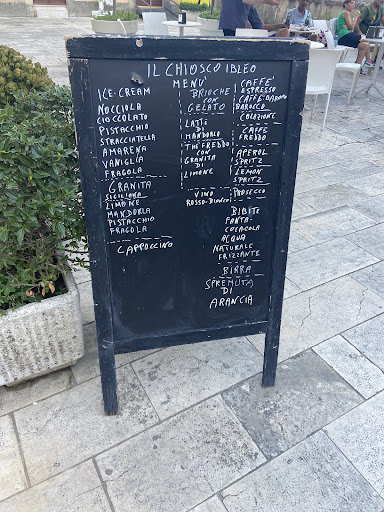 IL CHIOSCO IBLEO
MENU'
ICE-CREAM
NOCCIOLA
CIOCCOLATO
PISTACCHIO
STRACCIATELLA
AMARENA
VANIGLIA
FRAGOLA
GRANITA
SICILIANA
LIMONE
MANDORLA
PISTACCHIO
FRAGOLA
CAPPUCCINO
BRIOCHE
CON
GELATO
LATTE
DI
MANDORLA
THE FREDDO
CON
GRANITA
DI
LIMONE
VINO
ROSSO-BIANCO
CAFFE'
ESPRESSO
CAFFE'
BAROCCO
COLAZIONE
CAFFE
FREDDO
APEROL
SPRITZ
LEMON
SPRITZ
PROSECCO
BIBITE
FANTA-
COCACOLA
ACQUA
NATURALE
FRIZZANTE
BIRRA
SPREMUTA
DI
ARANCIA